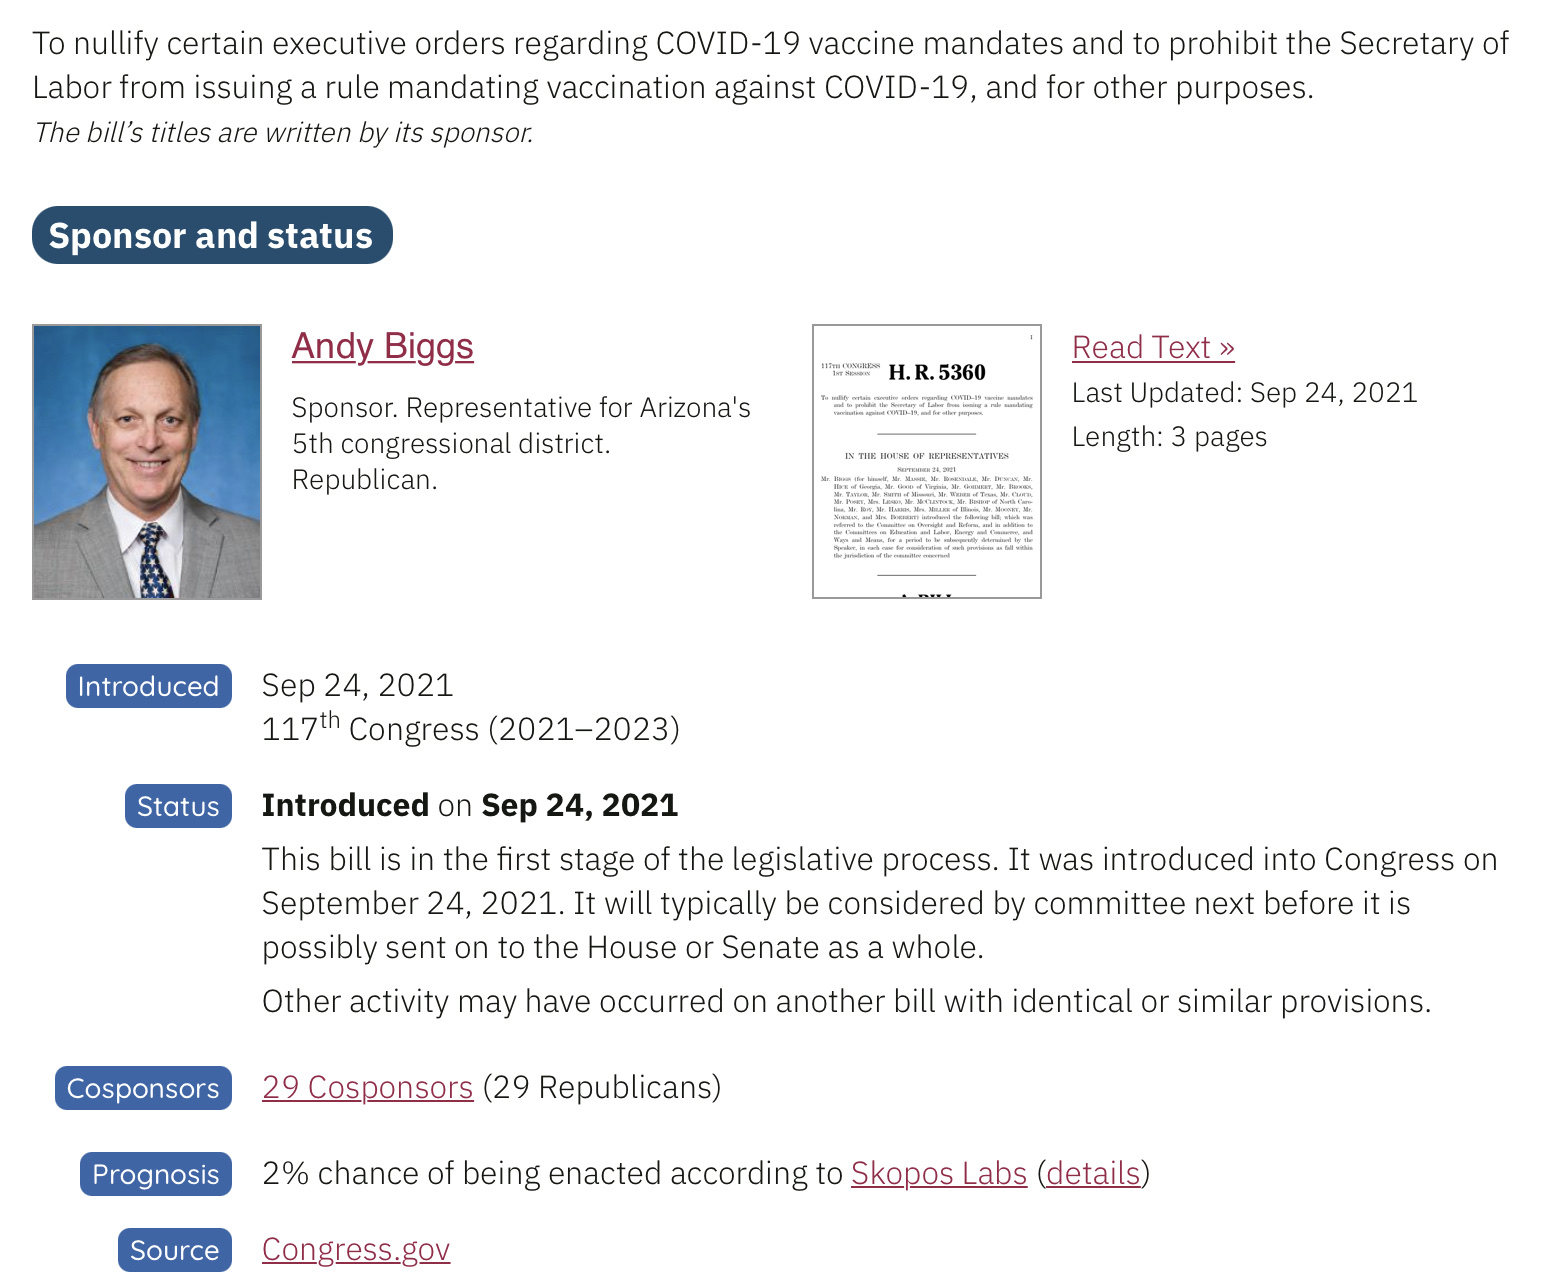 To nullify certain executive orders regarding COVID-19 vaccine mandates and to prohibit the Secretary of
Labor from issuing a rule mandating vaccination against COVID-19, and for other purposes.
The bill’s titles are written by its sponsor.
Sponsor and status
Andy Biggs
Sponsor. Representative for Arizona's
5th congressional district.
Republican.
1
117TH CONGRESS
1ST SESSION
H. R. 5360
To nullify certain executive orders regarding COVID–19 vaccine mandates
and to prohibit the Secretary of Labor from issuing a rule mandating
vaccination against COVID–19, and for other purposes.
IN THE HOUSE OF REPRESENTATIVES
SEPTEMBER 24, 2021
Mr. BIGGS (for himself, Mr. MASSIE, Mr. ROSENDALE, Mr. DUNCAN, Mr.
HICE of Georgia, Mr. GOOD of Virginia, Mr. GOHMERT, Mr. BROOKS,
Mr. TAYLOR, Mr. SMITH of Missouri, Mr. WEBER of Texas, Mr. CLOUD,
Mr. POSEY, Mrs. LESKO, Mr. MCCLINTOCK, Mr. BISHOP of North Caro-
lina, Mr. ROY, Mr. HARRIS, Mrs. MILLER of Illinois, Mr. MOONEY, Mr.
NORMAN, and Mrs. BOEBERT) introduced the following bill; which was
referred to the Committee on Oversight and Reform, and in addition to
the Committees on Education and Labor, Energy and Commerce, and
Ways and Means, for a period to be subsequently determined by the
Speaker, in each case for consideration of such provisions as fall within
the jurisdiction of the committee concerned
A BILL
Read Text »
Last Updated: Sep 24, 2021
Length: 3 pages
Introduced
Sep 24, 2021
117th Congress (2021–2023)
Status
Introduced on Sep 24, 2021
This bill is in the first stage of the legislative process. It was introduced into Congress on
September 24, 2021. It will typically be considered by committee next before it is
possibly sent on to the House or Senate as a whole.
Other activity may have occurred on another bill with identical or similar provisions.
Cosponsors
29 Cosponsors (29 Republicans)
Prognosis
2% chance of being enacted according to Skopos Labs (details)
Source
Congress.gov